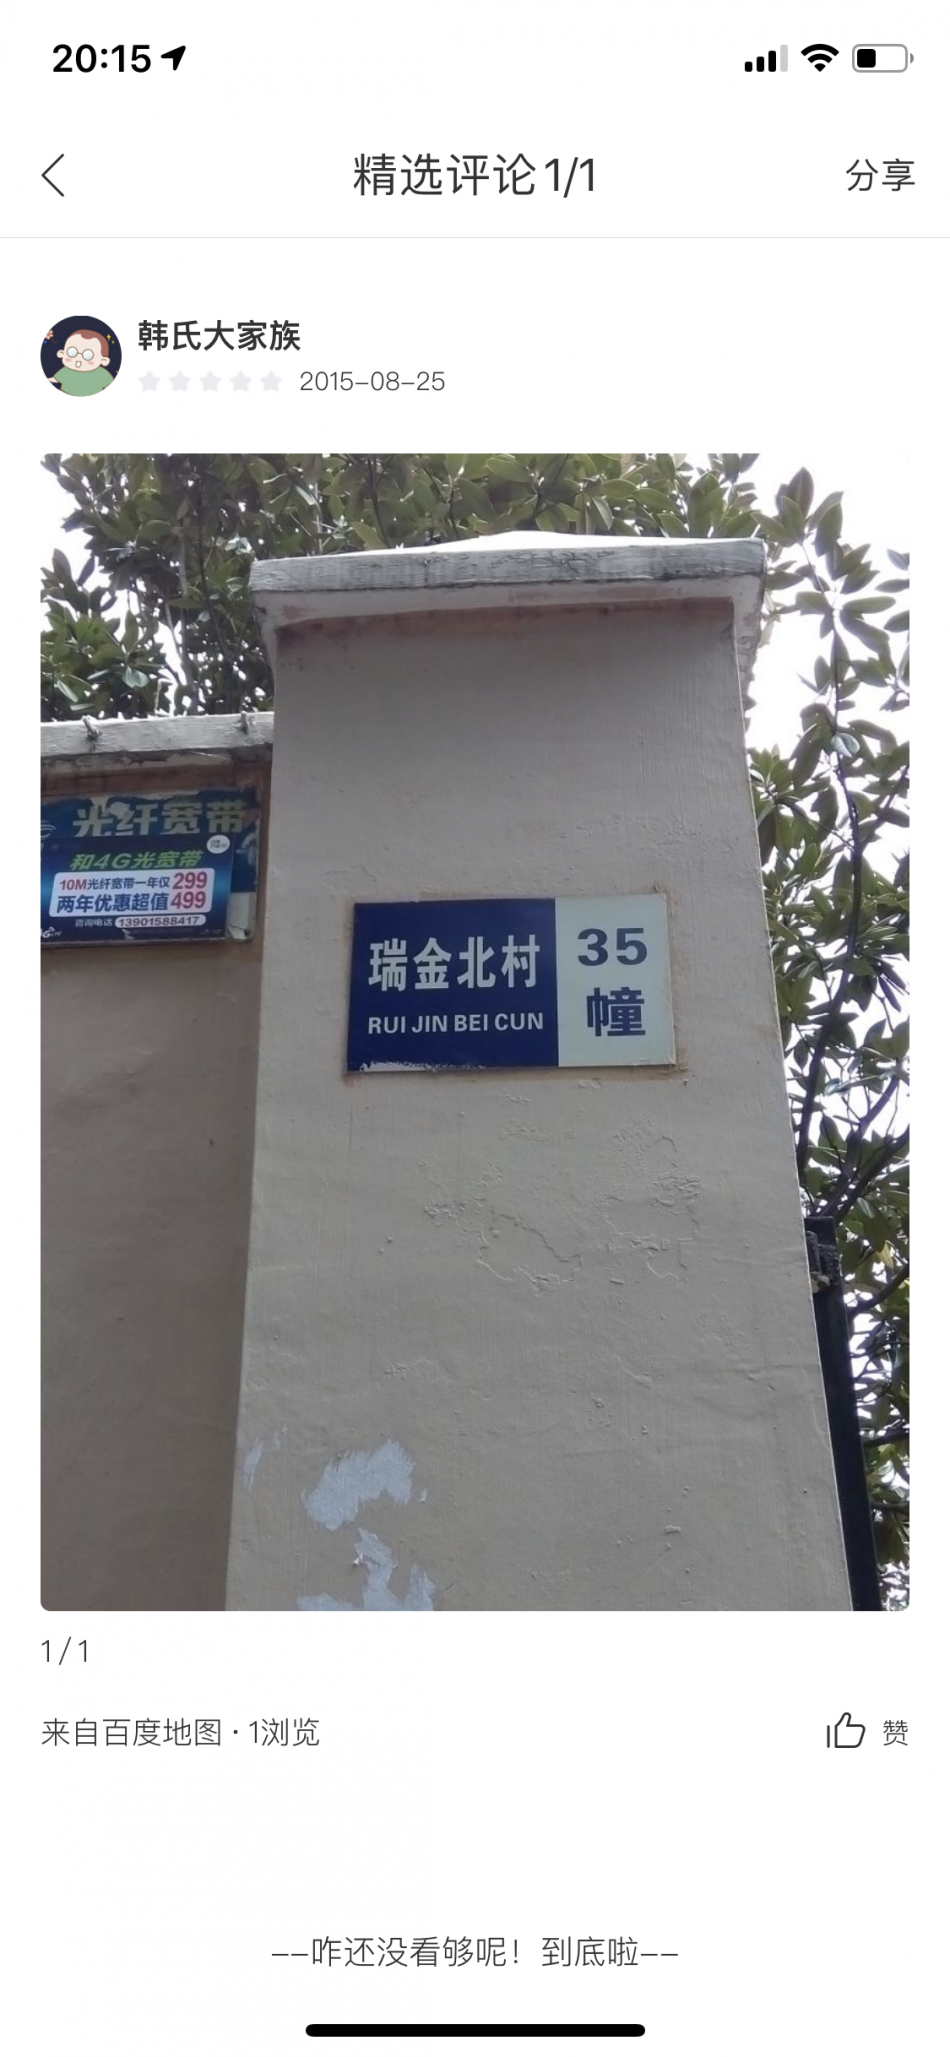 20:15
精选评论1/1
分享
韩氏大家族
2015-08-25
光纤宽带
和4G光宽带
10M光纤宽带一年仅299
两年优惠超值499
咨询电话 13901588417
瑞金北村
RUI JIN BEI CUN
35
幢
1/1
来自百度地图 · 1浏览
赞
——咋还没看够呢！到底啦——